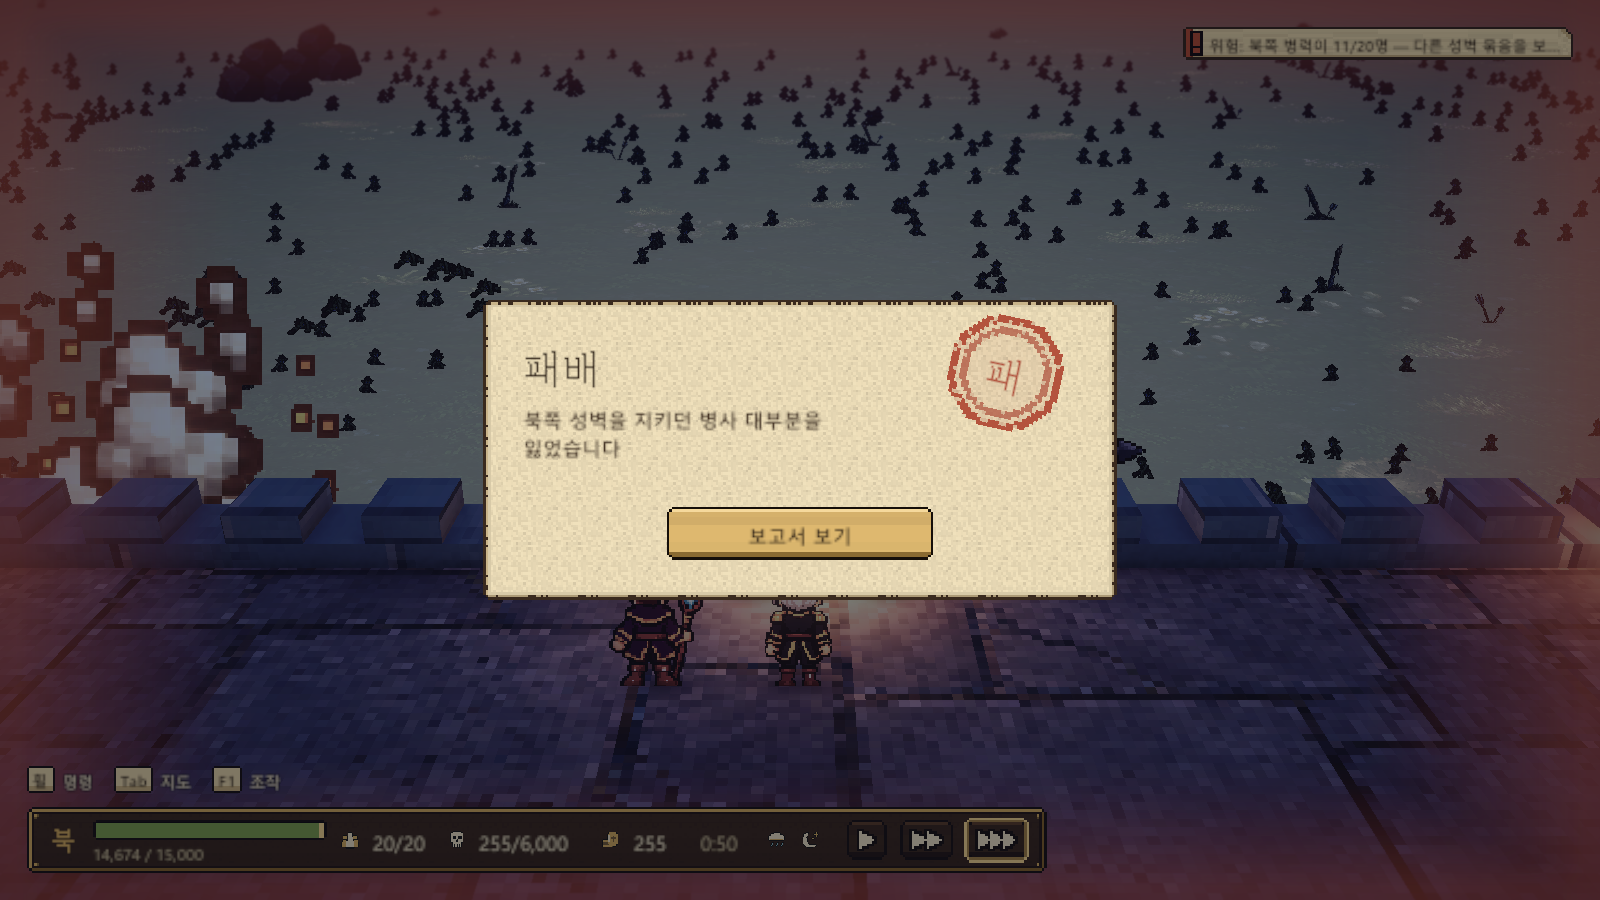 위험: 북쪽 병력이 11/20명 — 다른 성벽 묶음을 보...
패배
패
북쪽 성벽을 지키던 병사 대부분을
잃었습니다
보고서 보기
휠 명령 Tab 지도 F1 조작
북 14,674 / 15,000 20/20 255/6,000 255 0:50